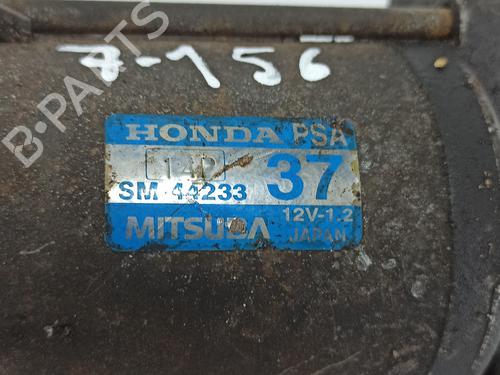 7-156
B-PARTS
HONDA PSA
SM 44233 37
MITSUBA 12V-1.2
JAPAN